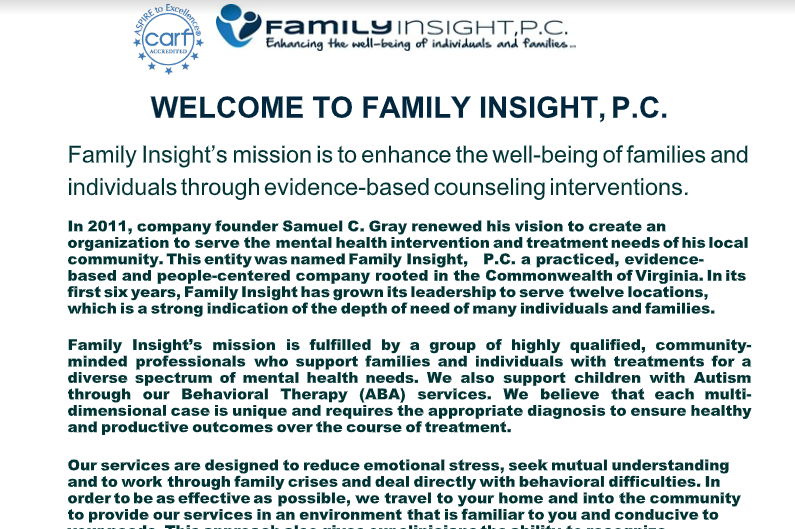 ASPIRE to Excellence®
carf
ACCREDITED
FAMILY INSIGHT, P.C.
Enhancing the well-being of individuals and families...
WELCOME TO FAMILY INSIGHT, P.C.
Family Insight's mission is to enhance the well-being of families and
individuals through evidence-based counseling interventions.
In 2011, company founder Samuel C. Gray renewed his vision to create an
organization to serve the mental health intervention and treatment needs of his local
community. This entity was named Family Insight, P.C. a practiced, evidence-
based and people-centered company rooted in the Commonwealth of Virginia. In its
first six years, Family Insight has grown its leadership to serve twelve locations,
which is a strong indication of the depth of need of many individuals and families.
Family Insight's mission is fulfilled by a group of highly qualified, community-
minded professionals who support families and individuals with treatments for a
diverse spectrum of mental health needs. We also support children with Autism
through our Behavioral Therapy (ABA) services. We believe that each multi-
dimensional case is unique and requires the appropriate diagnosis to ensure healthy
and productive outcomes over the course of treatment.
Our services are designed to reduce emotional stress, seek mutual understanding
and to work through family crises and deal directly with behavioral difficulties. In
order to be as effective as possible, we travel to your home and into the community
to provide our services in an environment that is familiar to you and conducive to
your needs. This approach also gives our clinicians the ability to recognize